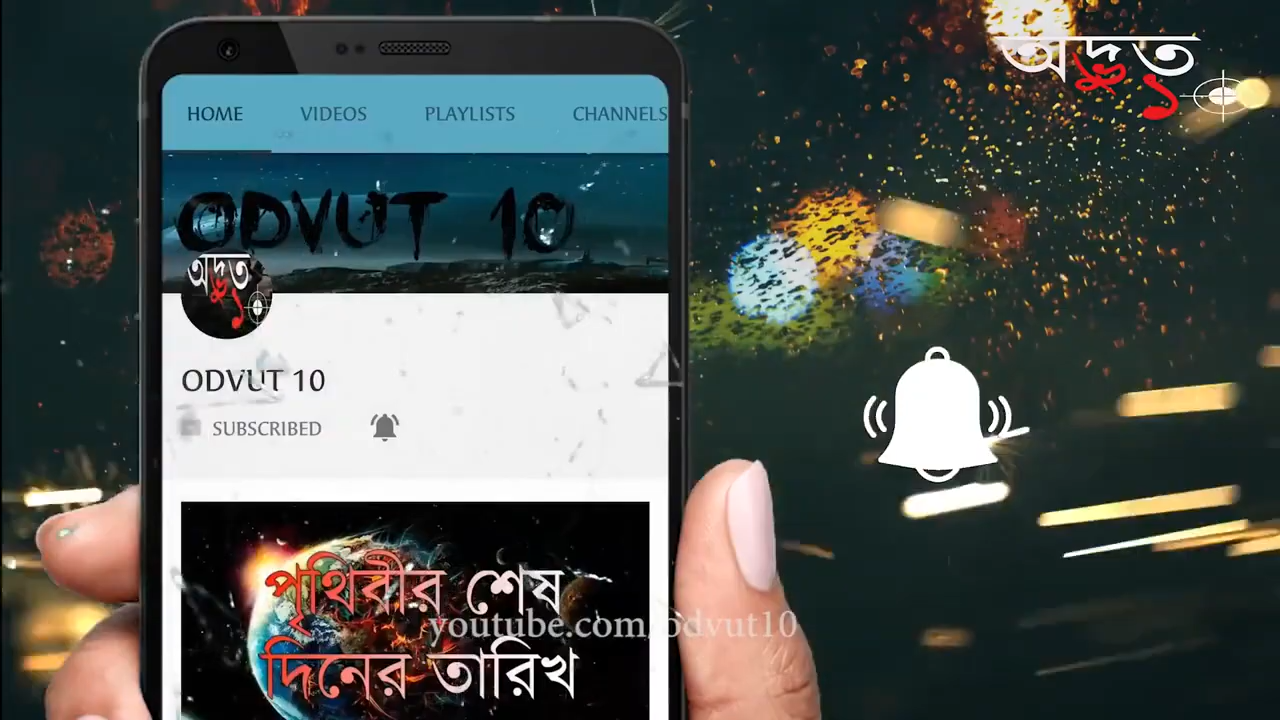 HOME VIDEOS PLAYLISTS CHANNELS
ODVUT 10
অদ্ভুত
১
ODVUT 10
SUBSCRIBED
পৃথিবীর শেষ
দিনের তারিখ
youtube.com/odvut10
অদ্ভুত
১